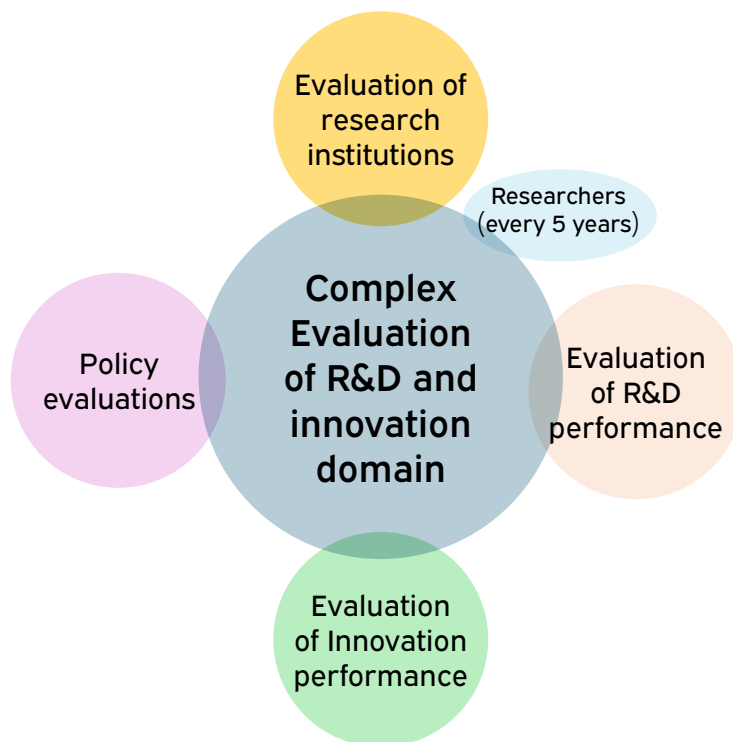 Evaluation of
research
institutions
Researchers
(every 5 years)
Complex
Evaluation
of R&D and
innovation
domain
Policy
evaluations
Evaluation
of R&D
performance
Evaluation
of Innovation
performance